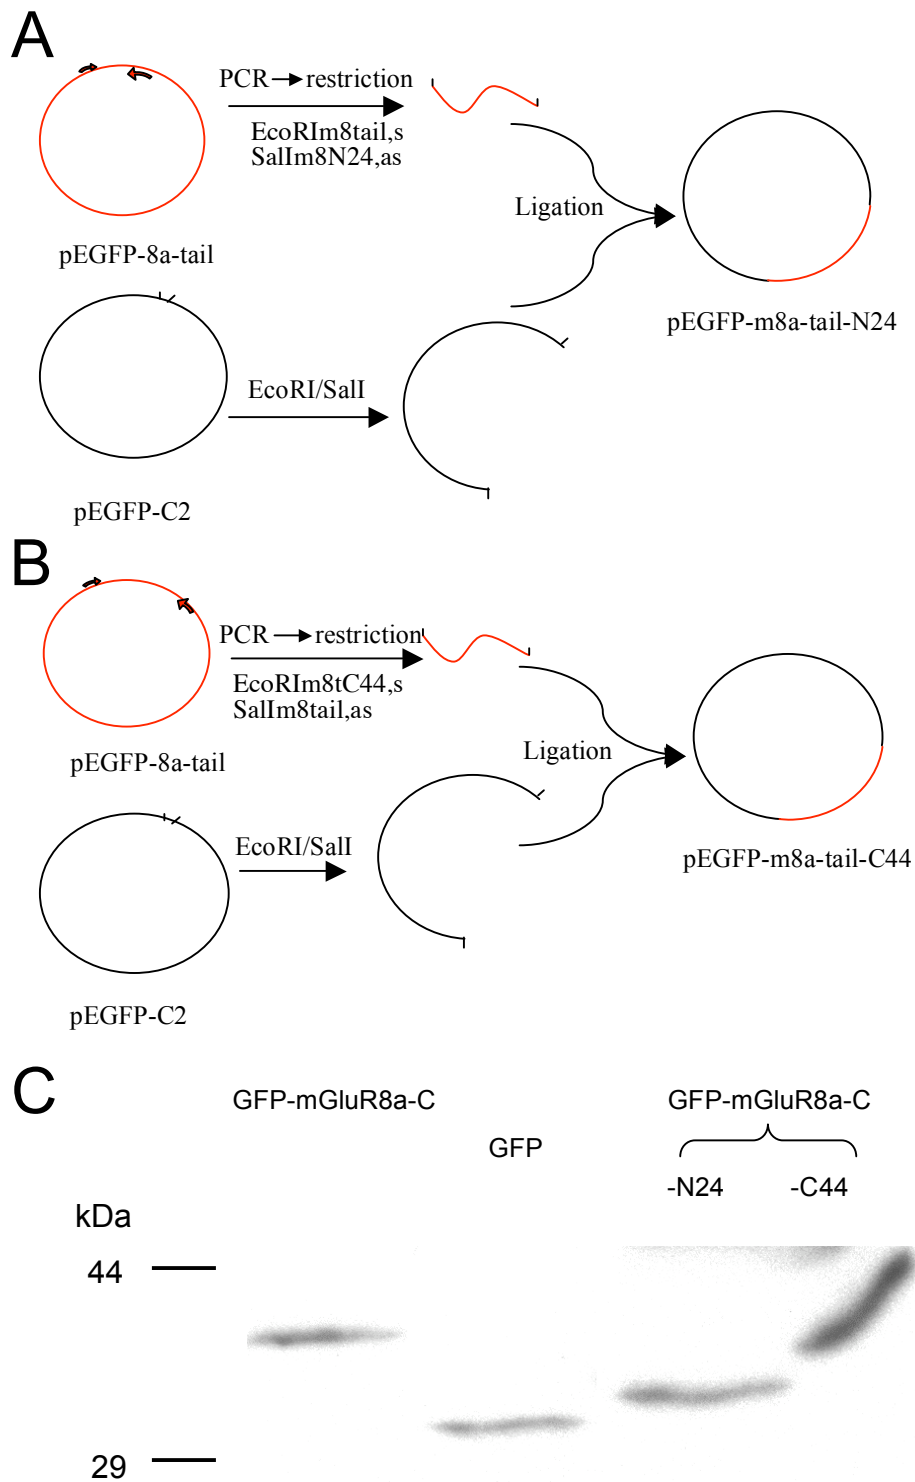 A
PCR → restriction
EcoRIm8tail,s
SalIm8N24,as
Ligation
pEGFP-8a-tail
pEGFP-m8a-tail-N24
EcoRI/SalI
pEGFP-C2
B
PCR → restriction
EcoRIm8tC44,s
SalIm8tail,as
Ligation
pEGFP-8a-tail
EcoRI/SalI
pEGFP-m8a-tail-C44
pEGFP-C2
C
GFP-mGluR8a-C
GFP-mGluR8a-C
GFP
-N24 -C44
kDa
44
29